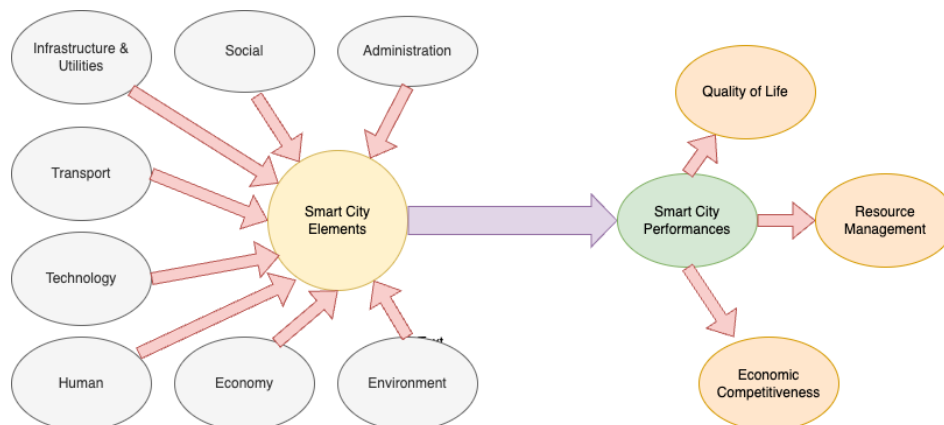 Infrastructure &
Utilities
Social
Administration
Quality of Life
Transport
Smart City
Elements
Smart City
Performances
Resource
Management
Technology
Human
Economy
Environment
Economic
Competitiveness